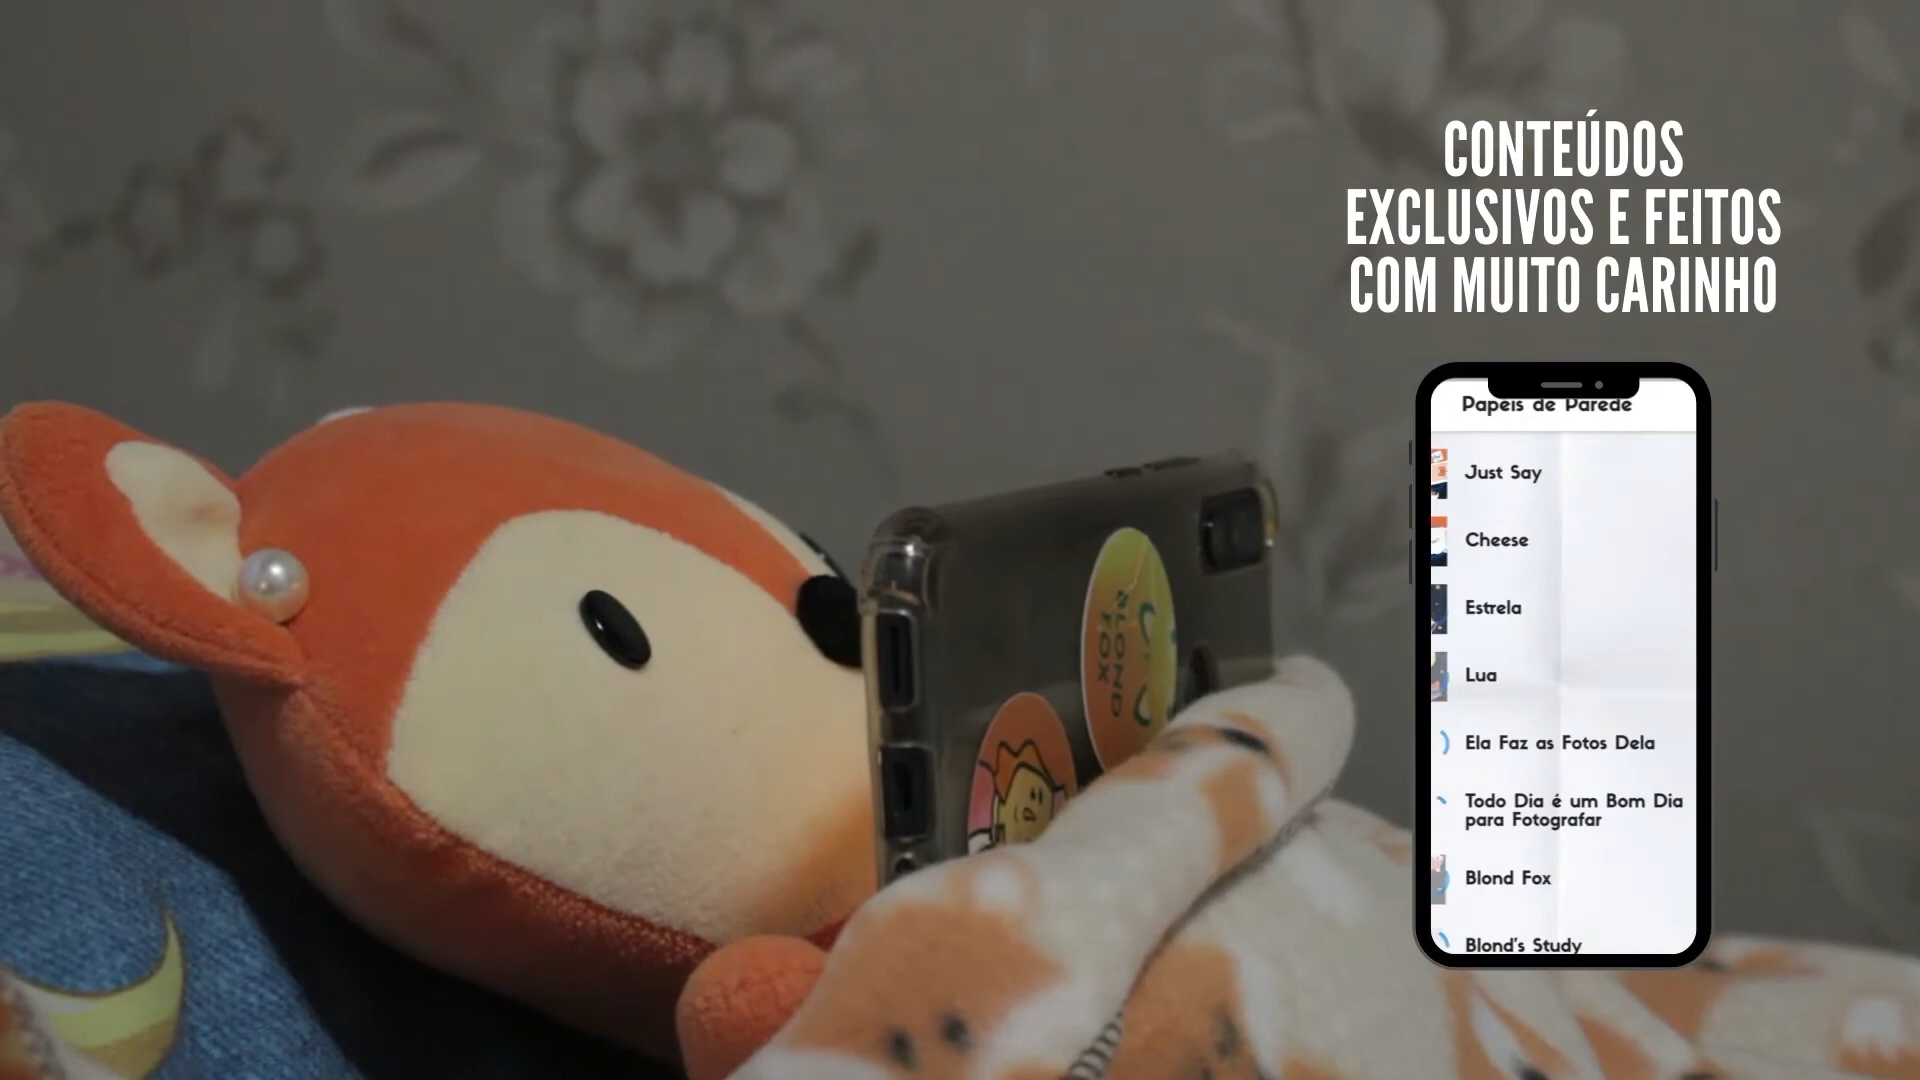 CONTEÚDOS
EXCLUSIVOS E FEITOS
COM MUITO CARINHO
Papéis de Parede
Just Say
Cheese
Estrela
Lua
Ela Faz as Fotos Dela
Todo Dia é um Bom Dia
para Fotografar
Blond Fox
Blond's Study
BLOND
FOX